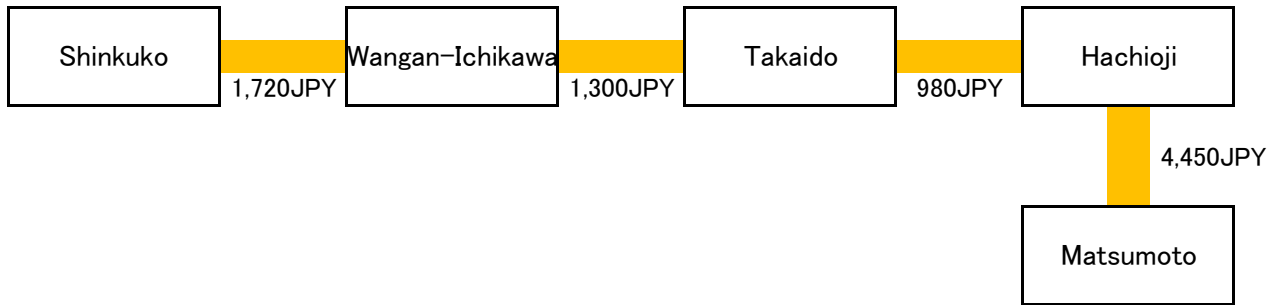 Shinkuko
Wangan-Ichikawa
Takaido
Hachioji
1,720JPY
1,300JPY
980JPY
4,450JPY
Matsumoto